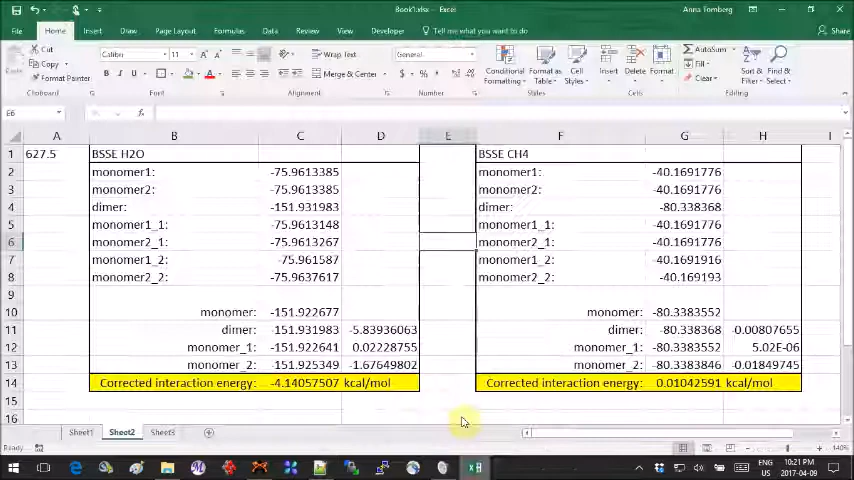 Book1.xlsx - Excel
Anna Tomberg
File Home Insert Draw Page Layout Formulas Data Review View Developer Tell me what you want to do Share
Cut
Copy
Format Painter
Paste
Clipboard
Calibri 11
B I U
Font
Wrap Text
Merge & Center
Alignment
General
$ % ,
Number
Conditional Formatting
Format as Table
Cell Styles
Styles
Insert Delete Format
Cells
AutoSum
Fill
Clear
Sort & Filter
Find & Select
Editing
E6 fx
A B C D E F G H I
1 627.5 BSSE H2O BSSE CH4
2 monomer1: -75.9613385 monomer1: -40.1691776
3 monomer2: -75.9613385 monomer2: -40.1691776
4 dimer: -151.931983 dimer: -80.338368
5 monomer1_1: -75.9613148 monomer1_1: -40.1691776
6 monomer2_1: -75.9613267 monomer2_1: -40.1691776
7 monomer1_2: -75.961587 monomer1_2: -40.1691916
8 monomer2_2: -75.9637617 monomer2_2: -40.169193
9
10 monomer: -151.922677 monomer: -80.3383552
11 dimer: -151.931983 -5.83936063 dimer: -80.338368 -0.00807655
12 monomer_1: -151.922641 0.02228755 monomer_1: -80.3383552 5.02E-06
13 monomer_2: -151.925349 -1.67649802 monomer_2: -80.3383846 -0.01849745
14 Corrected interaction energy: -4.14057507 kcal/mol Corrected interaction energy: 0.01042591 kcal/mol
15
16
Sheet1 Sheet2 Sheet3
Ready 140%
ENG 10:21 PM
US 2017-04-09